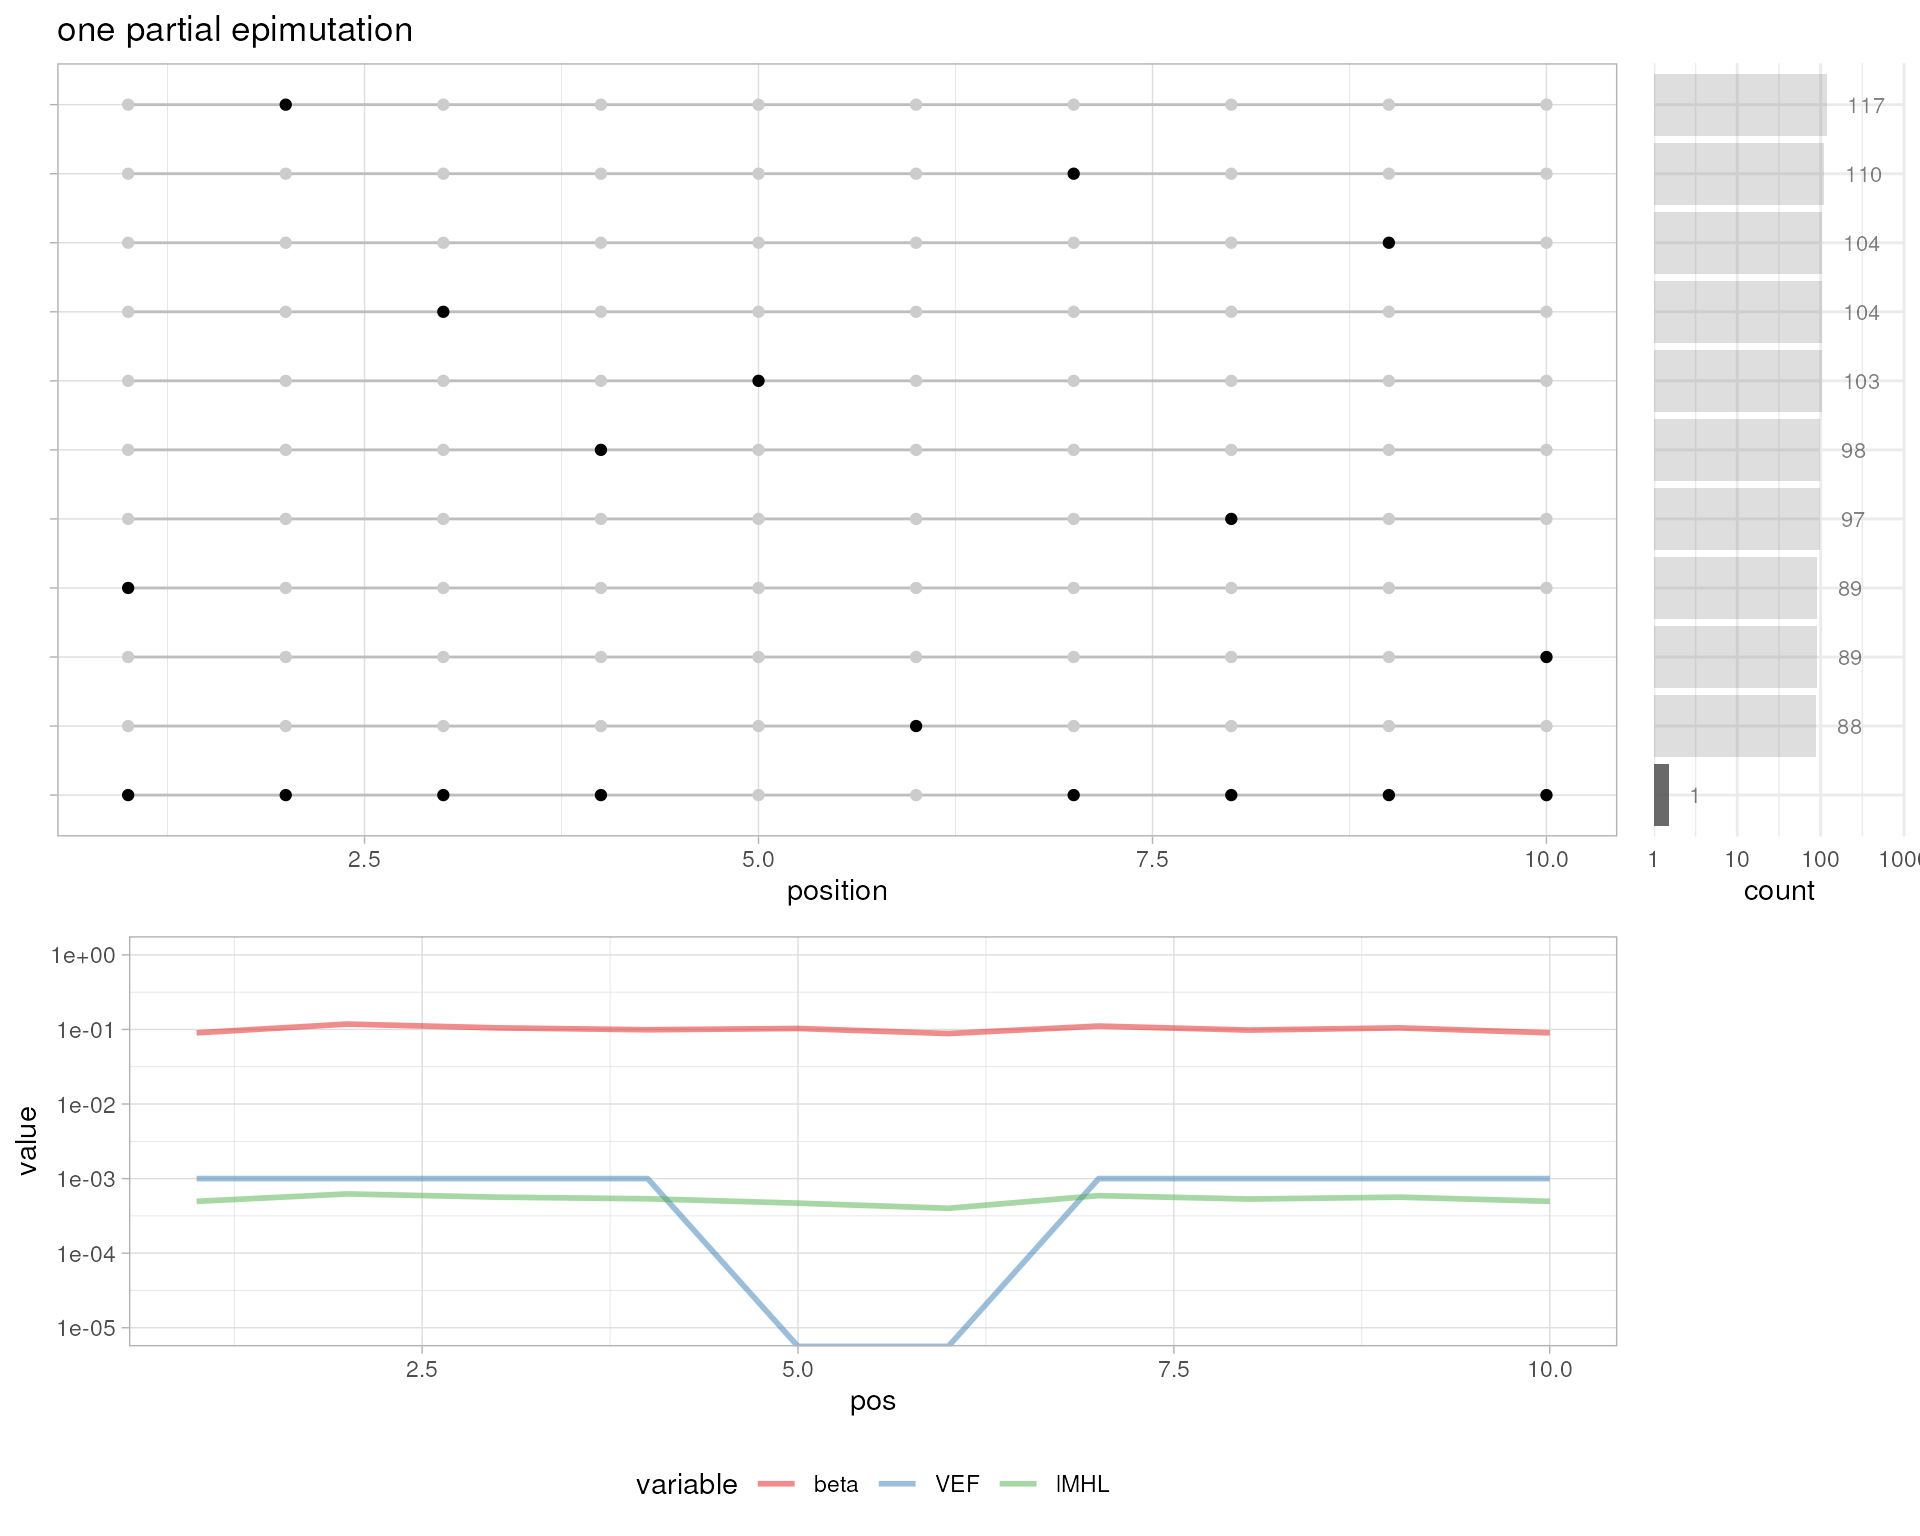 one partial epimutation
117
110
104
104
103
98
97
89
89
88
1
2.5 5.0 7.5 10.0
position
1 10 100
count
1e+00
1e-01
1e-02
1e-03
1e-04
1e-05
value
2.5 5.0 7.5 10.0
pos
variable beta VEF lMHL